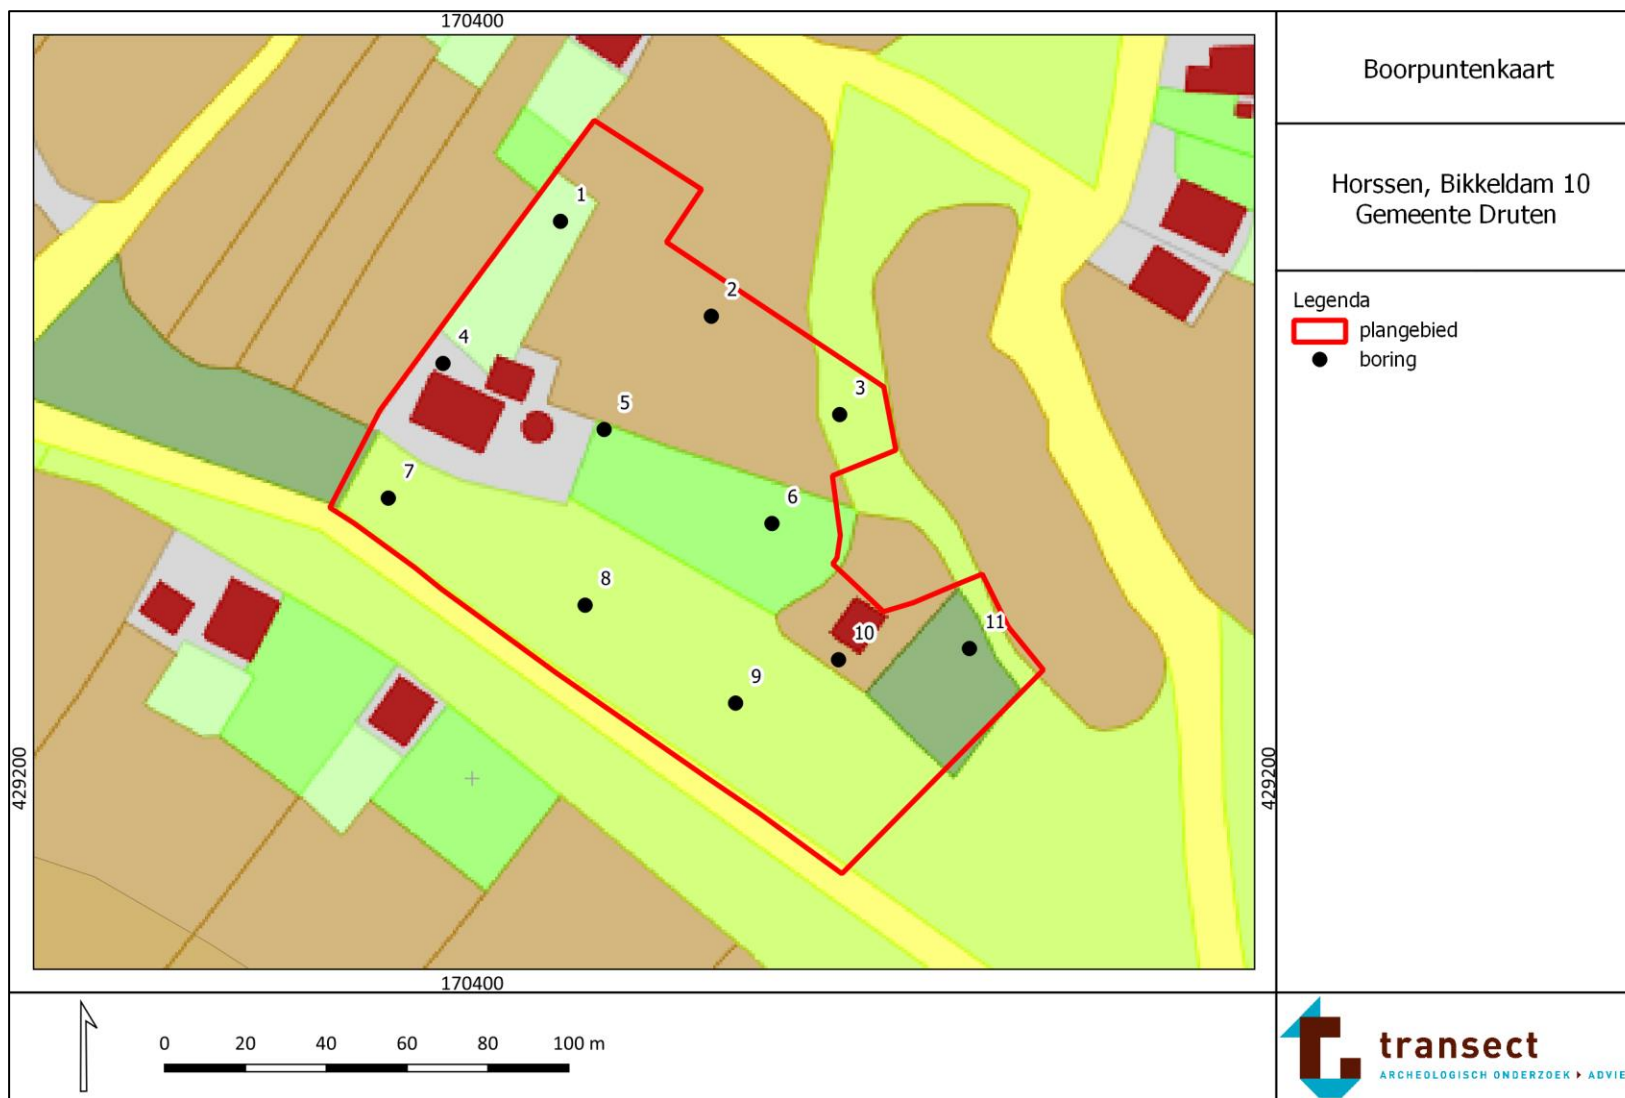 170400
Boorpuntenkaart
Horssen, Bikkeldam 10
Gemeente Druten
Legenda
plangebied
boring
1
2
3
4
5
6
7
8
9
10
11
429200
429200
170400
0 20 40 60 80 100 m
transect
ARCHEOLOGISCH ONDERZOEK ▶ ADVIE